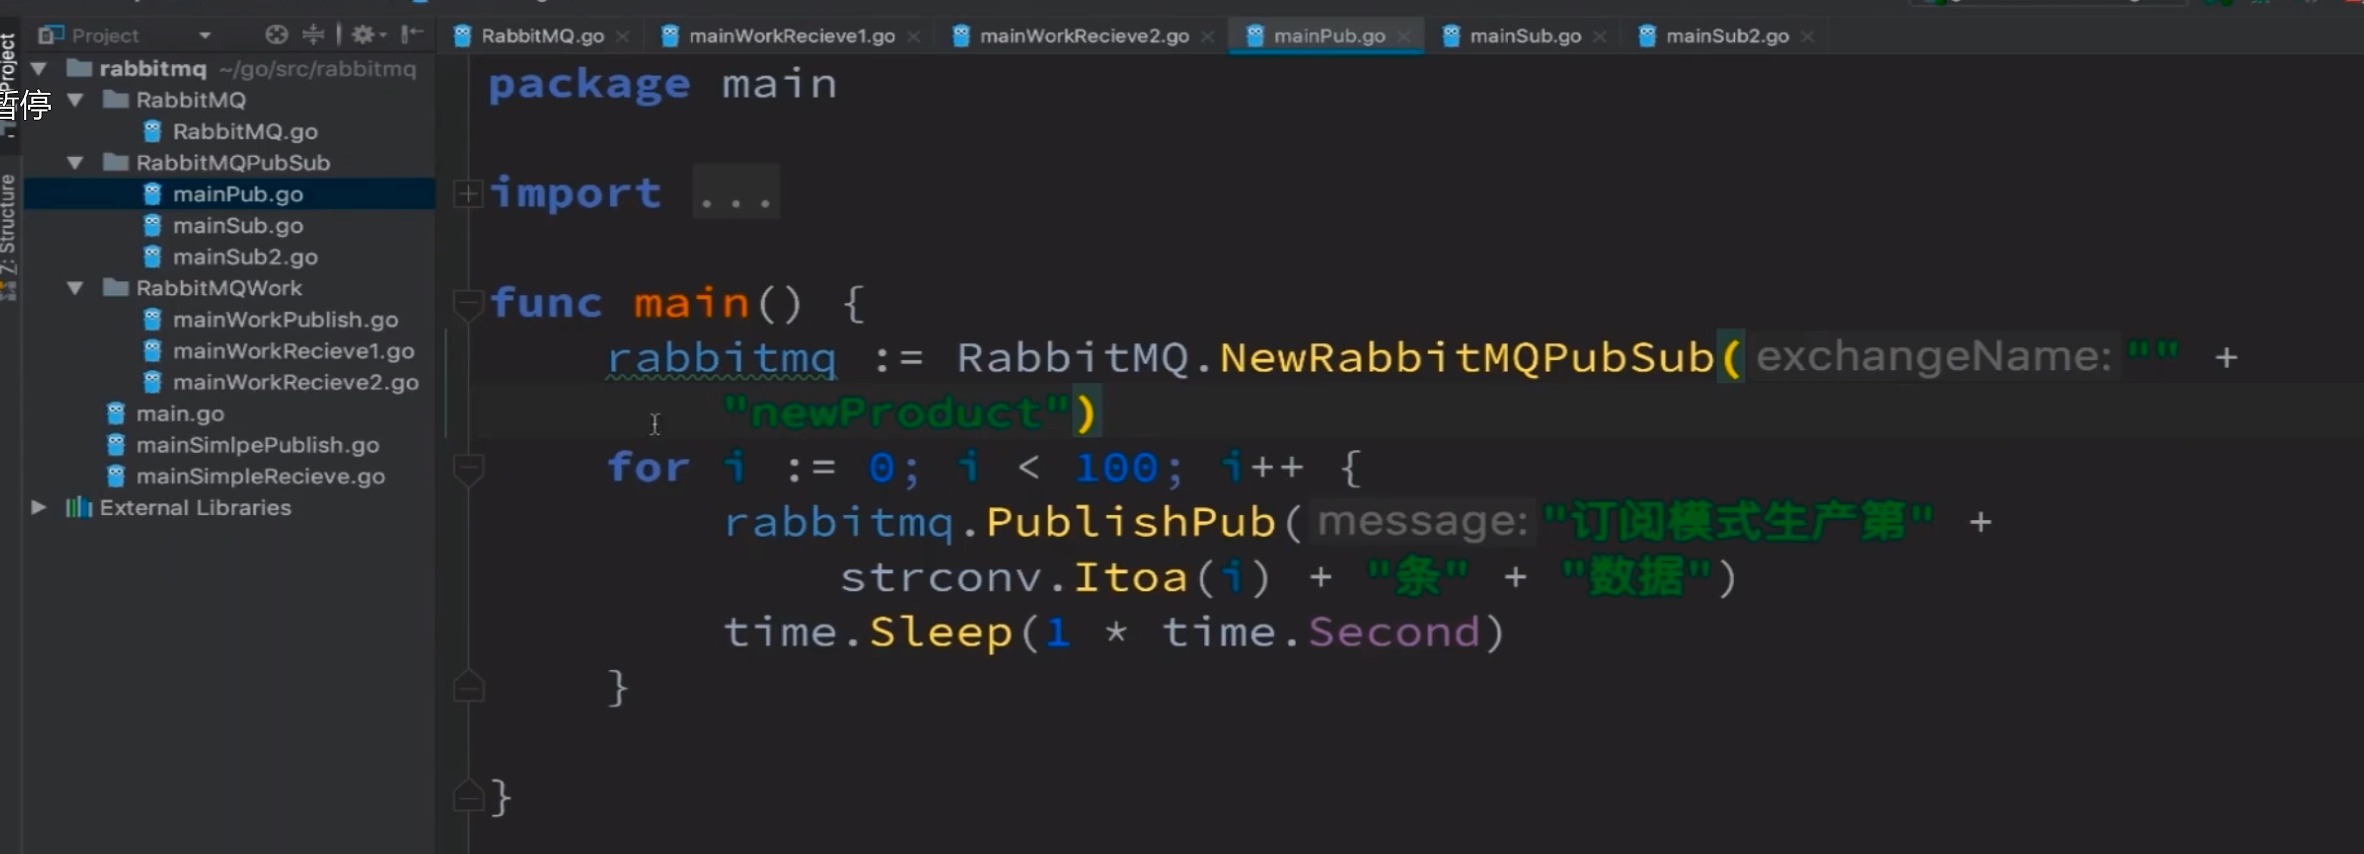 Project
RabbitMQ.go
mainWorkRecieve1.go
mainWorkRecieve2.go
mainPub.go
mainSub.go
mainSub2.go
Project
Z: Structure
暂停
rabbitmq ~/go/src/rabbitmq
RabbitMQ
RabbitMQ.go
RabbitMQPubSub
mainPub.go
mainSub.go
mainSub2.go
RabbitMQWork
mainWorkPublish.go
mainWorkRecieve1.go
mainWorkRecieve2.go
main.go
mainSimlpePublish.go
mainSimpleRecieve.go
External Libraries
package main
import ...
func main() {
rabbitmq := RabbitMQ.NewRabbitMQPubSub( exchangeName: "" +
"newProduct")
for i := 0; i < 100; i++ {
rabbitmq.PublishPub( message: "订阅模式生产第" +
strconv.Itoa(i) + "条" + "数据")
time.Sleep(1 * time.Second)
}
}